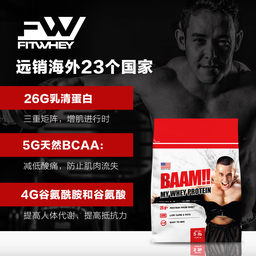 FW
FITWHEY
远销海外23个国家
26G乳清蛋白
三重矩阵，增肌进行时
5G天然BCAA:
减低酸痛，防止肌肉流失
4G谷氨酰胺和谷氨酸
提高人体代谢，提高抵抗力
BAAM!!
MY WHEY PROTEIN